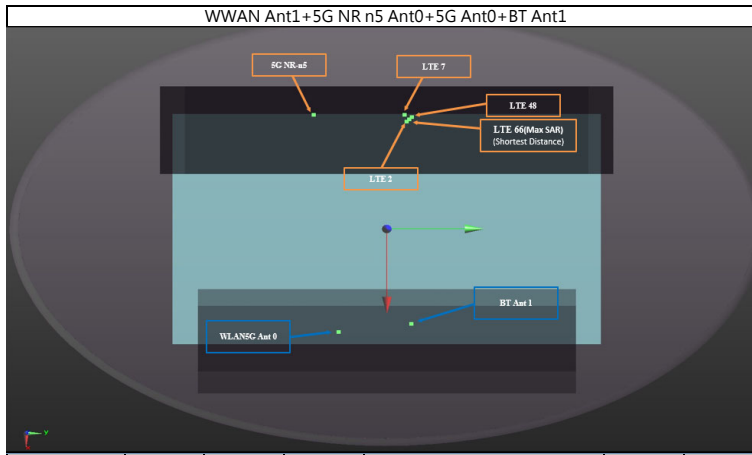 WWAN Ant1+5G NR n5 Ant0+5G Ant0+BT Ant1
5G NR-n5
LTE 7
LTE 48
LTE 66(Max SAR)
(Shortest Distance)
LTE 2
BT Ant 1
WLAN5G Ant 0
Y